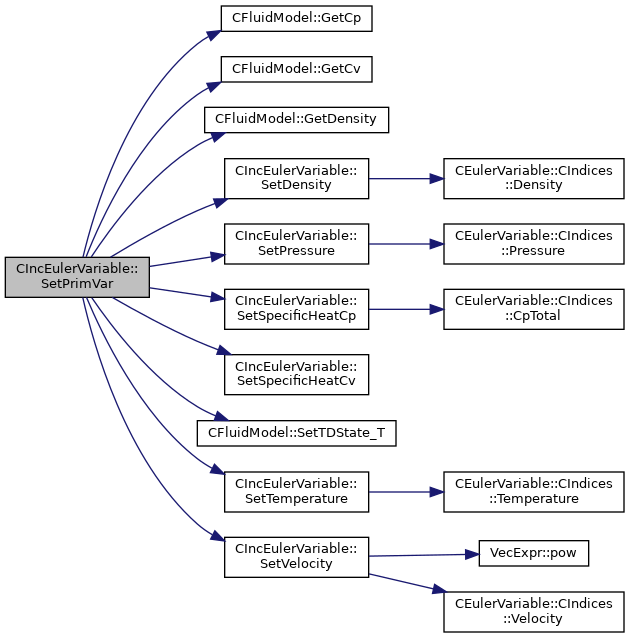 CFluidModel::GetCp
CFluidModel::GetCv
CFluidModel::GetDensity
CIncEulerVariable::
SetDensity
CEulerVariable::CIndices
::Density
CIncEulerVariable::
SetPressure
CEulerVariable::CIndices
::Pressure
CIncEulerVariable::
SetPrimVar
CIncEulerVariable::
SetSpecificHeatCp
CEulerVariable::CIndices
::CpTotal
CIncEulerVariable::
SetSpecificHeatCv
CFluidModel::SetTDState_T
CIncEulerVariable::
SetTemperature
CEulerVariable::CIndices
::Temperature
CIncEulerVariable::
SetVelocity
VecExpr::pow
CEulerVariable::CIndices
::Velocity